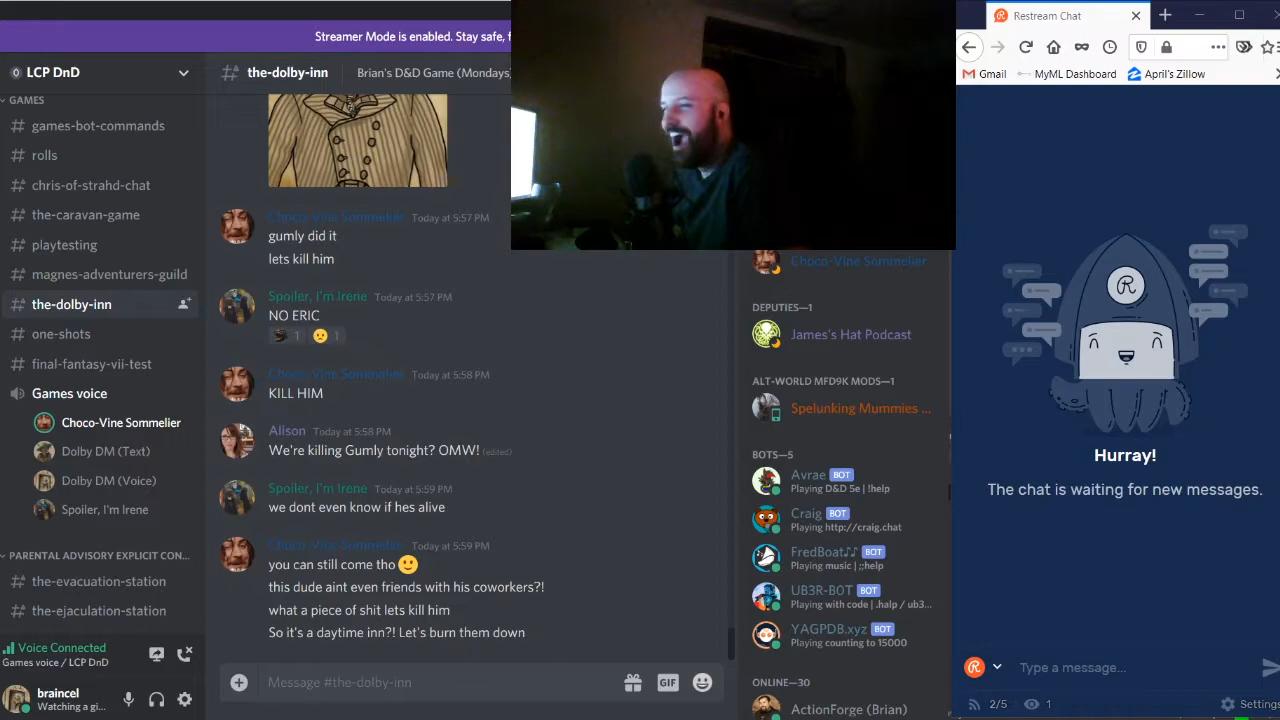 Streamer Mode is enabled. Stay safe, f
LCP DnD
the-dolby-inn
Brian's D&D Game (Mondays
GAMES
games-bot-commands
rolls
chris-of-strahd-chat
the-caravan-game
playtesting
magnes-adventurers-guild
the-dolby-inn
one-shots
final-fantasy-vii-test
Games voice
Choco-Vine Sommelier
Dolby DM (Text)
Dolby DM (Voice)
Spoiler, I'm Irene
PARENTAL ADVISORY EXPLICIT CON...
the-evacuation-station
the-ejaculation-station
Voice Connected
Games voice / LCP DnD
braincel
Watching a gi...
Choco-Vine Sommelier Today at 5:57 PM
gumly did it
lets kill him
Spoiler, I'm Irene Today at 5:57 PM
NO ERIC
1 1
Choco-Vine Sommelier Today at 5:58 PM
KILL HIM
Alison Today at 5:58 PM
We're killing Gumly tonight? OMW! (edited)
Spoiler, I'm Irene Today at 5:59 PM
we dont even know if hes alive
Choco-Vine Sommelier Today at 5:59 PM
you can still come tho
this dude aint even friends with his coworkers?!
what a piece of shit lets kill him
So it's a daytime inn?! Let's burn them down
Message #the-dolby-inn
GIF
Choco-Vine Sommelier
DEPUTIES—1
James's Hat Podcast
ALT-WORLD MFD9K MODS—1
Spelunking Mummies ...
BOTS—5
Avrae BOT
Playing D&D 5e | !help
Craig BOT
Playing http://craig.chat
FredBoat♪♪ BOT
Playing music | ;;help
UB3R-BOT BOT
Playing with code | .halp / ub3...
YAGPDB.xyz BOT
Playing counting to 15000
ONLINE—30
ActionForge (Brian)
Restream Chat
Gmail
MyML Dashboard
April's Zillow
Hurray!
The chat is waiting for new messages.
Type a message...
2/5
1
Settings